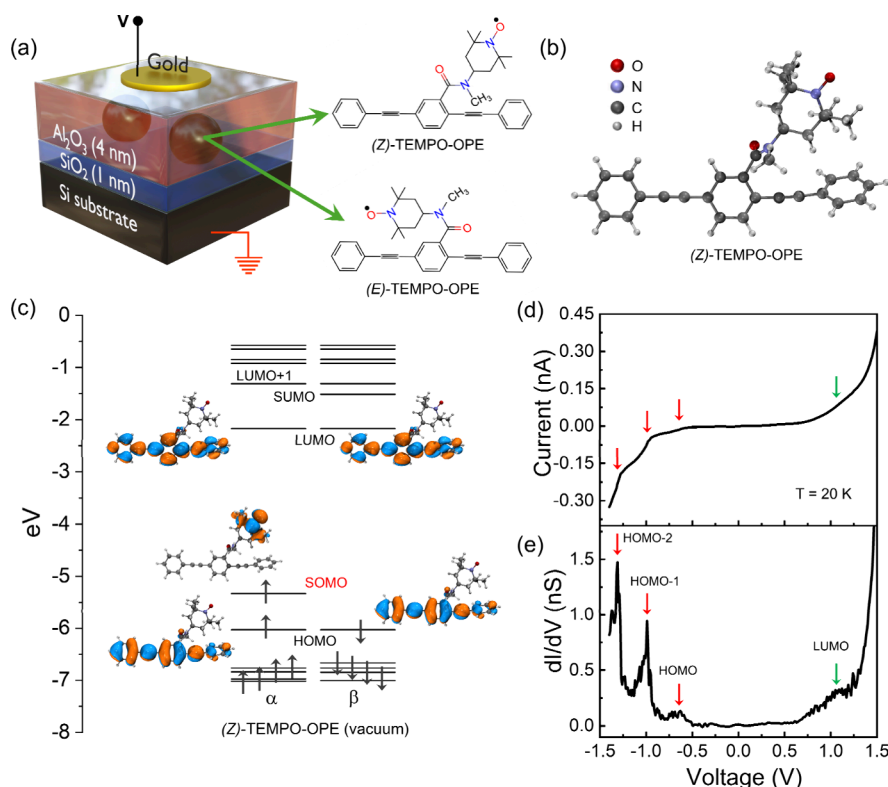 (a)
V
Gold
Al₂O₃ (4 nm)
SiO₂ (1 nm)
Si substrate
O
N
O
N
CH₃
(Z)-TEMPO-OPE
O
N
N
CH₃
O
(E)-TEMPO-OPE
(b)
O
N
C
H
(Z)-TEMPO-OPE
(c)
0
-1
-2
-3
-4
-5
-6
-7
-8
eV
LUMO+1
SUMO
LUMO
SOMO
HOMO
α
β
(Z)-TEMPO-OPE (vacuum)
(d)
0.45
0.30
0.15
0.00
-0.15
-0.30
Current (nA)
T = 20 K
(e)
1.5
1.0
0.5
0.0
dI/dV (nS)
HOMO-2
HOMO-1
HOMO
LUMO
-1.5
-1.0
-0.5
0.0
0.5
1.0
1.5
Voltage (V)